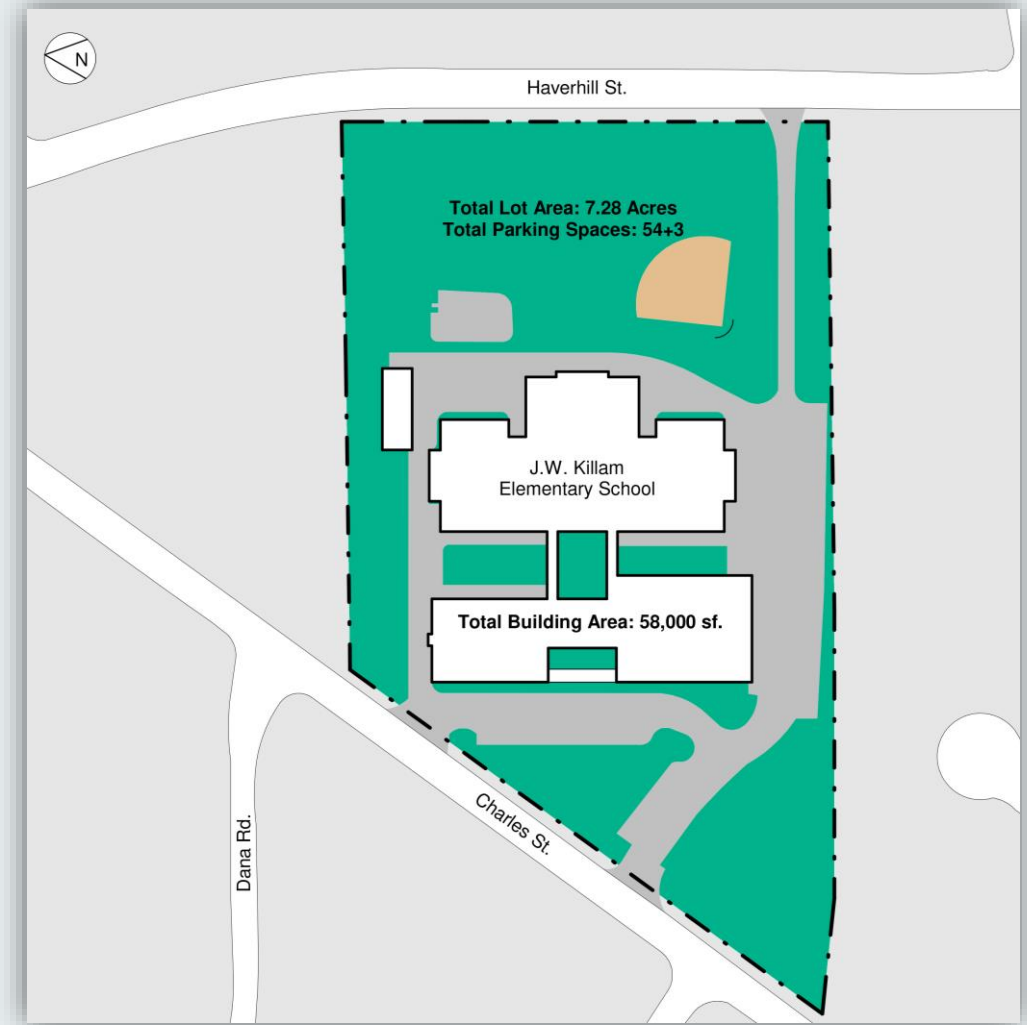 N
Haverhill St.
Total Lot Area: 7.28 Acres
Total Parking Spaces: 54+3
J.W. Killam
Elementary School
Total Building Area: 58,000 sf.
Charles St.
Dana Rd.